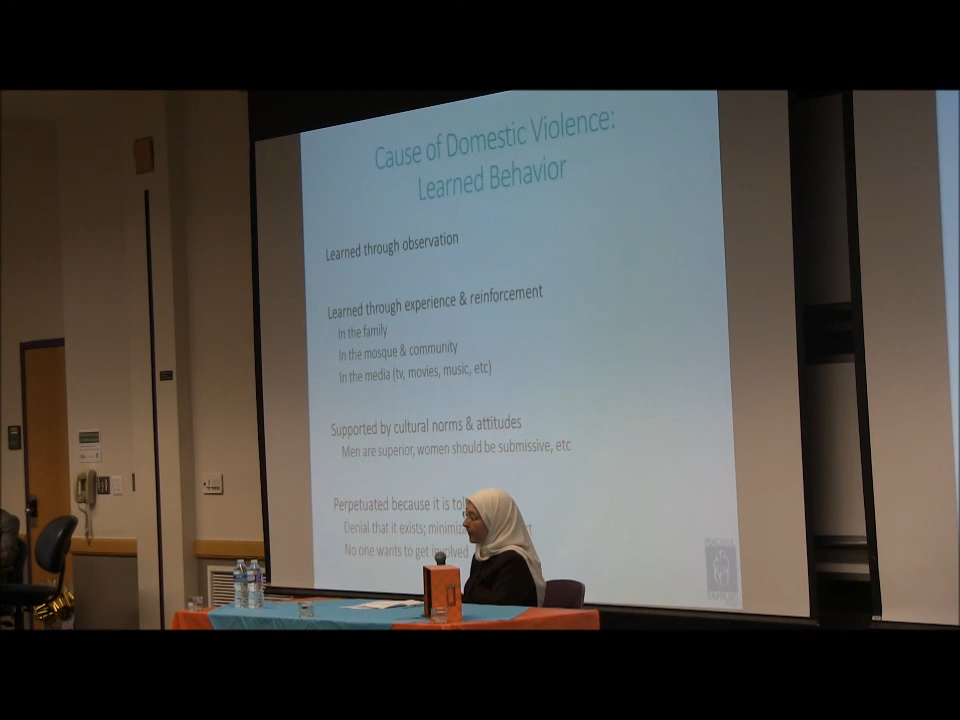 Cause of Domestic Violence:
Learned Behavior
Learned through observation
Learned through experience & reinforcement
In the family
In the mosque & community
In the media (tv, movies, music, etc)
Supported by cultural norms & attitudes
Men are superior, women should be submissive, etc
Perpetuated because it is
Denial that it exists;
No one wants to get involved
PEACEFUL